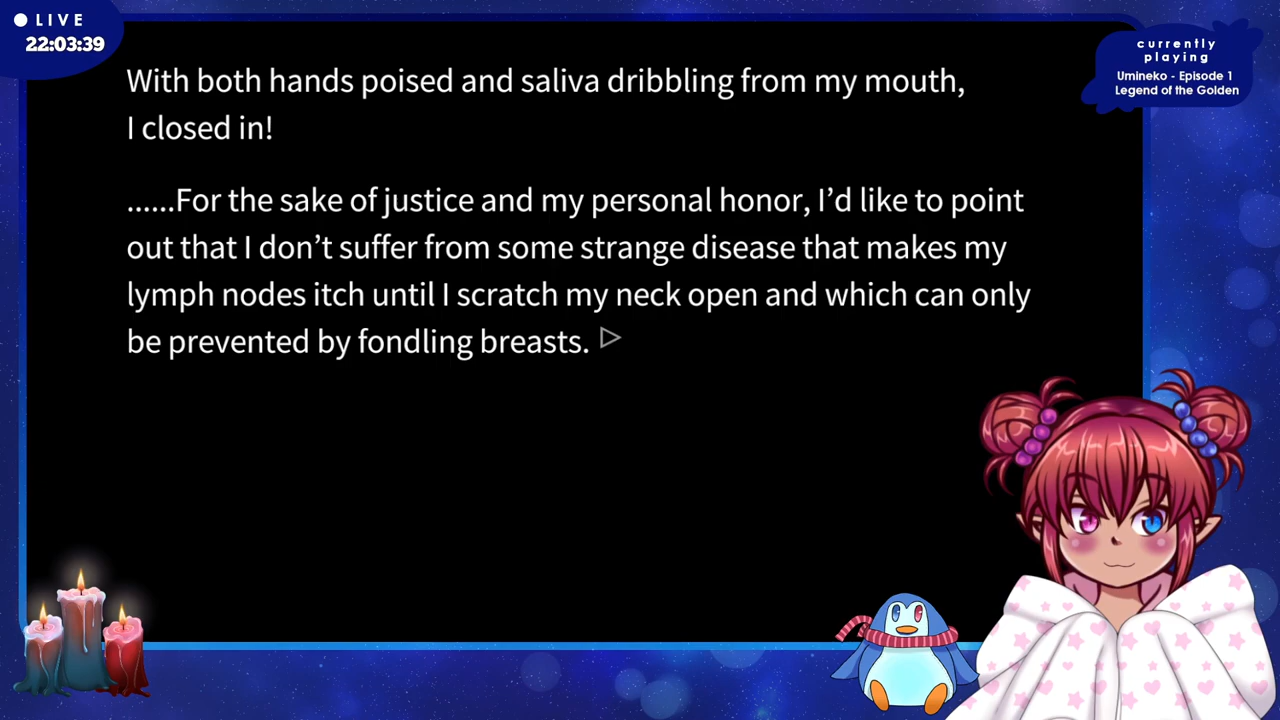 LIVE
22:03:39
currently
playing
Umineko - Episode 1
Legend of the Golden
With both hands poised and saliva dribbling from my mouth,
I closed in!
......For the sake of justice and my personal honor, I’d like to point
out that I don’t suffer from some strange disease that makes my
lymph nodes itch until I scratch my neck open and which can only
be prevented by fondling breasts.